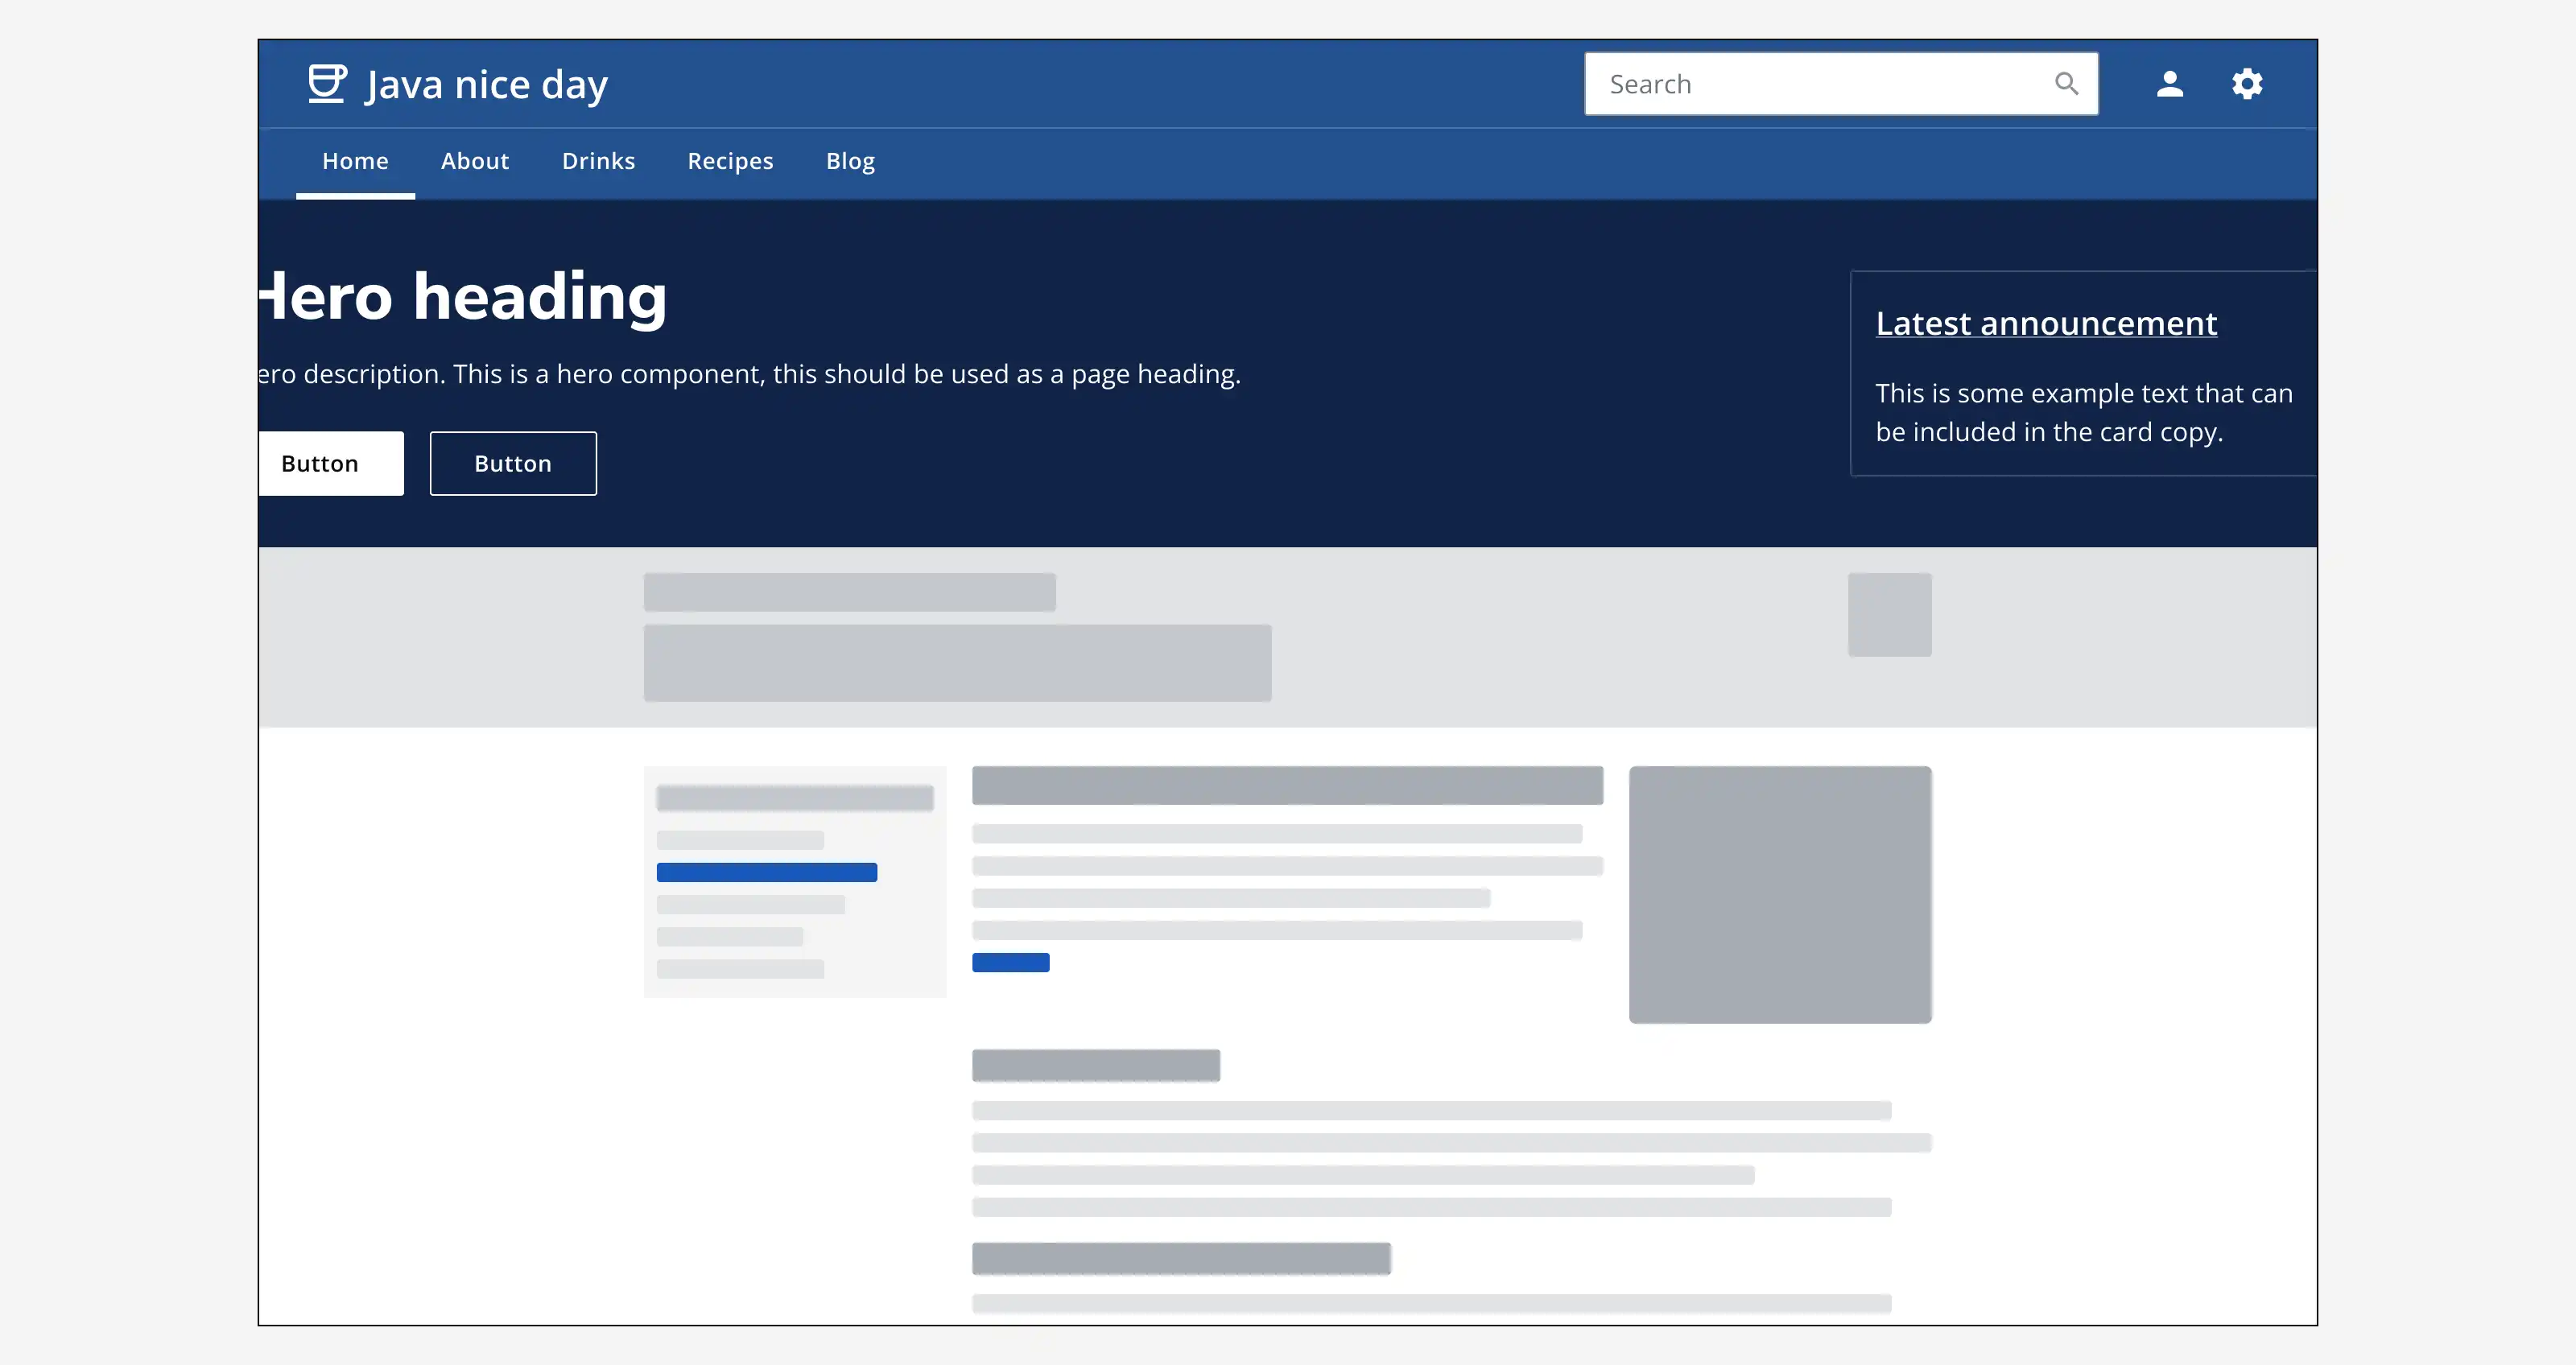 Java nice day
Search
Home About Drinks Recipes Blog
Hero heading
ero description. This is a hero component, this should be used as a page heading.
Button Button
Latest announcement
This is some example text that can
be included in the card copy.